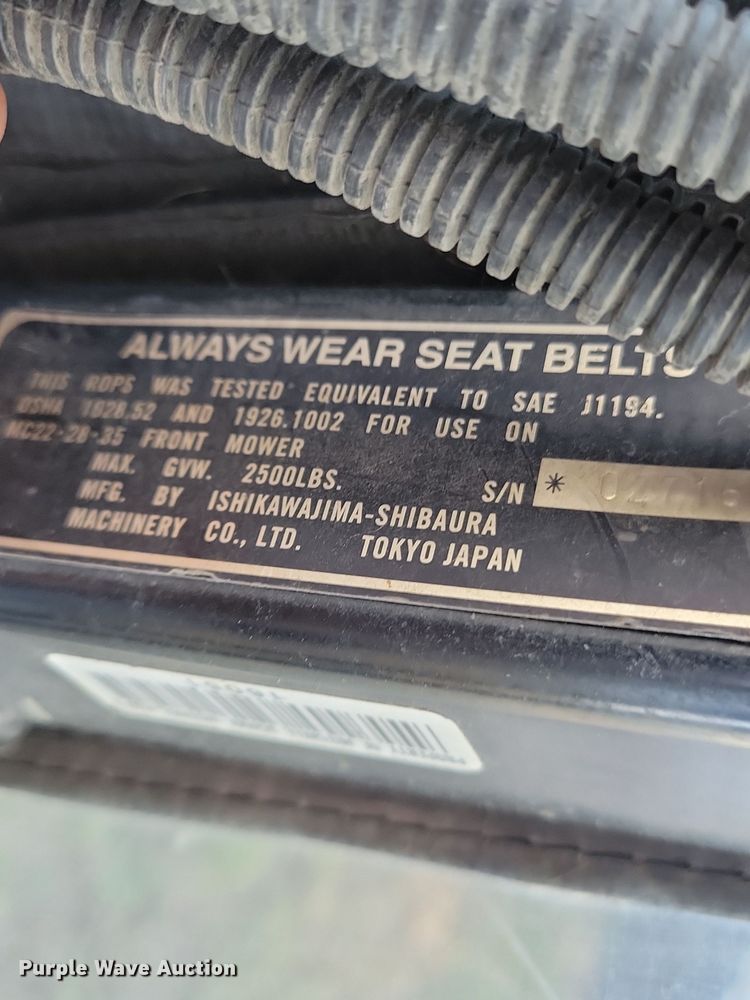 ALWAYS WEAR SEAT BELTS
THIS ROPS WAS TESTED EQUIVALENT TO SAE J1194.
OSHA 1928.52 AND 1926.1002 FOR USE ON
MC22-28-35 FRONT MOWER
MAX. GVW. 2500LBS.
S/N * 02716
MFG. BY ISHIKAWAJIMA-SHIBAURA
MACHINERY CO., LTD. TOKYO JAPAN
Purple Wave Auction